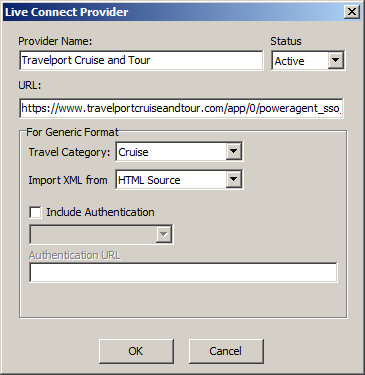 Live Connect Provider
Provider Name: Status
Travelport Cruise and Tour Active
URL:
https://www.travelportcruiseandtour.com/app/0/poweragent_sso_
For Generic Format
Travel Category: Cruise
Import XML from HTML Source
Include Authentication
Authentication URL
OK Cancel